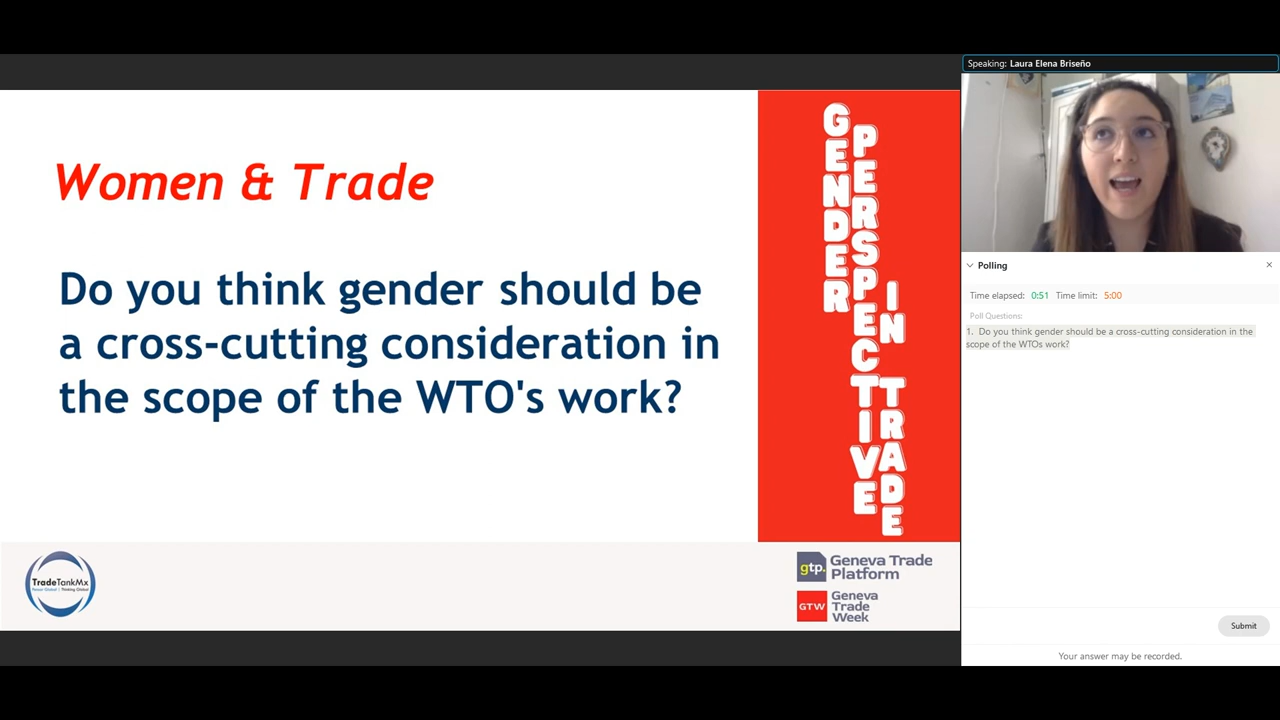 Women & Trade
Do you think gender should be
a cross-cutting consideration in
the scope of the WTO's work?
GENDER
PERSPECTIVE
IN
TRADE
TradeTankMx
gtp.
Geneva Trade
Platform
GTW
Geneva
Trade
Week
Speaking: Laura Elena Briseño
Polling
Time elapsed: 0:51 Time limit: 5:00
Poll Questions:
1. Do you think gender should be a cross-cutting consideration in the
scope of the WTOs work?
Submit
Your answer may be recorded.